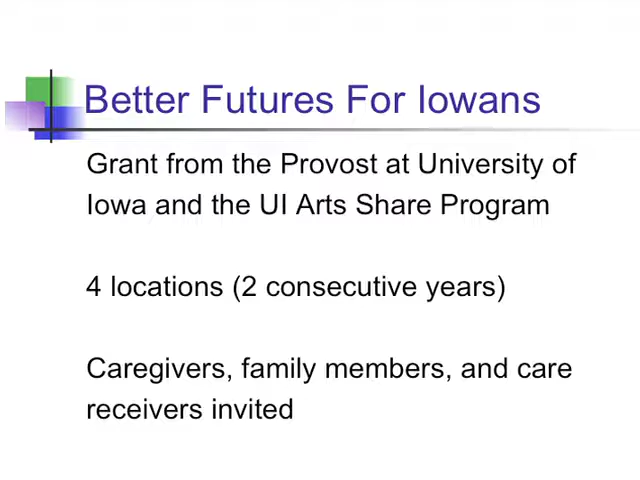 Better Futures For Iowans
Grant from the Provost at University of
Iowa and the UI Arts Share Program
4 locations (2 consecutive years)
Caregivers, family members, and care
receivers invited